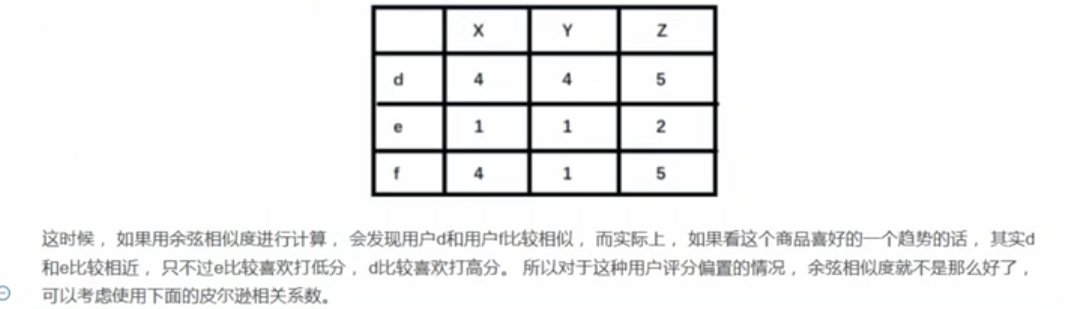 X Y Z
d 4 4 5
e 1 1 2
f 4 1 5
这时候，如果用余弦相似度进行计算，会发现用户d和用户f比较相似，而实际上，如果看这个商品喜好的一个趋势的话，其实d
和e比较相近，只不过e比较喜欢打低分，d比较喜欢打高分。所以对于这种用户评分偏置的情况，余弦相似度就不是那么好了，
可以考虑使用下面的皮尔逊相关系数。